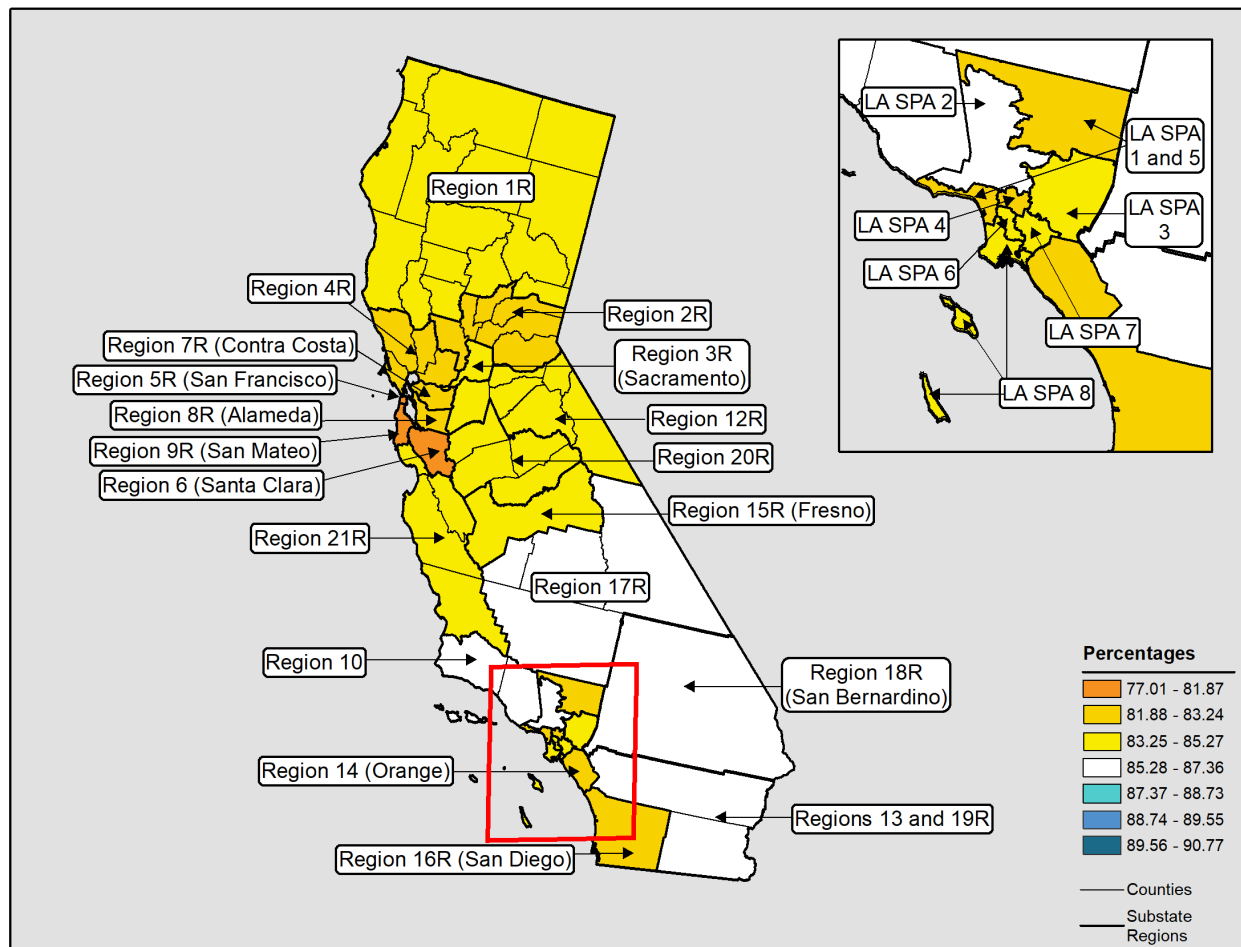 Region 1R
Region 4R
Region 2R
Region 7R (Contra Costa)
Region 3R
(Sacramento)
Region 5R (San Francisco)
Region 8R (Alameda)
Region 12R
Region 9R (San Mateo)
Region 20R
Region 6 (Santa Clara)
Region 15R (Fresno)
Region 21R
Region 17R
Region 10
Region 18R
(San Bernardino)
Region 14 (Orange)
Regions 13 and 19R
Region 16R (San Diego)
LA SPA 2
LA SPA
1 and 5
LA SPA 4
LA SPA
3
LA SPA 6
LA SPA 7
LA SPA 8
Percentages
77.01 - 81.87
81.88 - 83.24
83.25 - 85.27
85.28 - 87.36
87.37 - 88.73
88.74 - 89.55
89.56 - 90.77
Counties
Substate
Regions